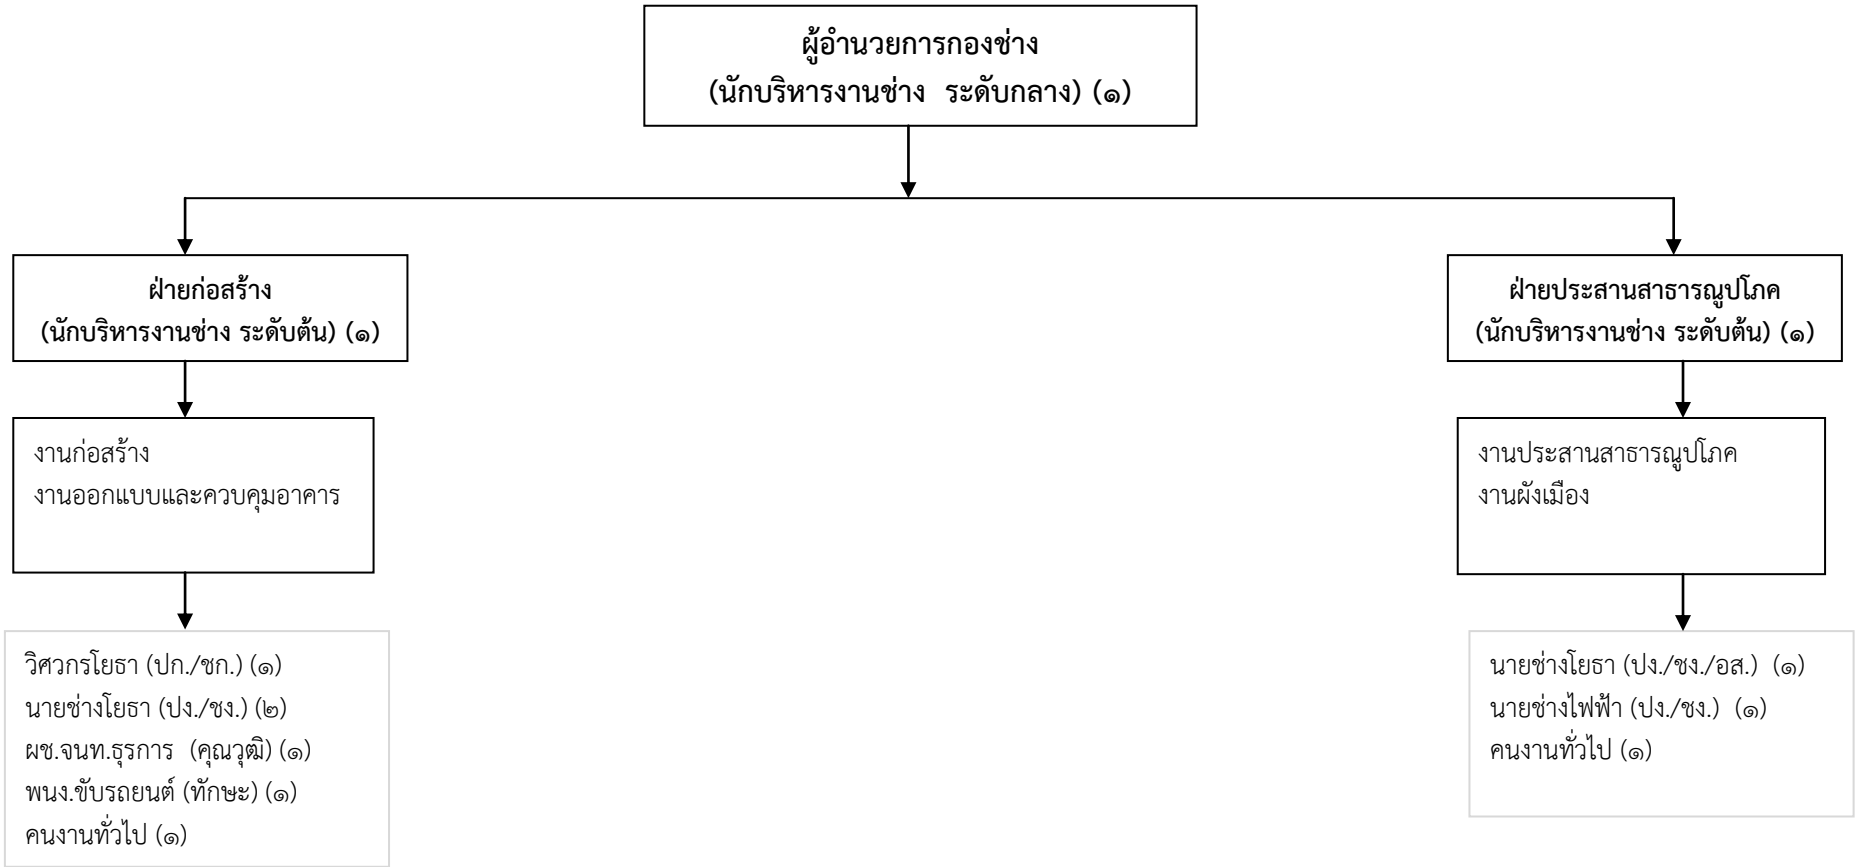 ผู้อำนวยการกองช่าง
(นักบริหารงานช่าง ระดับกลาง) (๑)
ฝ่ายก่อสร้าง
(นักบริหารงานช่าง ระดับต้น) (๑)
ฝ่ายประสานสาธารณูปโภค
(นักบริหารงานช่าง ระดับต้น) (๑)
งานก่อสร้าง
งานออกแบบและควบคุมอาคาร
งานประสานสาธารณูปโภค
งานผังเมือง
วิศวกรโยธา (ปก./ชก.) (๑)
นายช่างโยธา (ปง./ชง.) (๒)
ผช.จนท.ธุรการ (คุณวุฒิ) (๑)
พนง.ขับรถยนต์ (ทักษะ) (๑)
คนงานทั่วไป (๑)
นายช่างโยธา (ปง./ชง./อส.) (๑)
นายช่างไฟฟ้า (ปง./ชง.) (๑)
คนงานทั่วไป (๑)